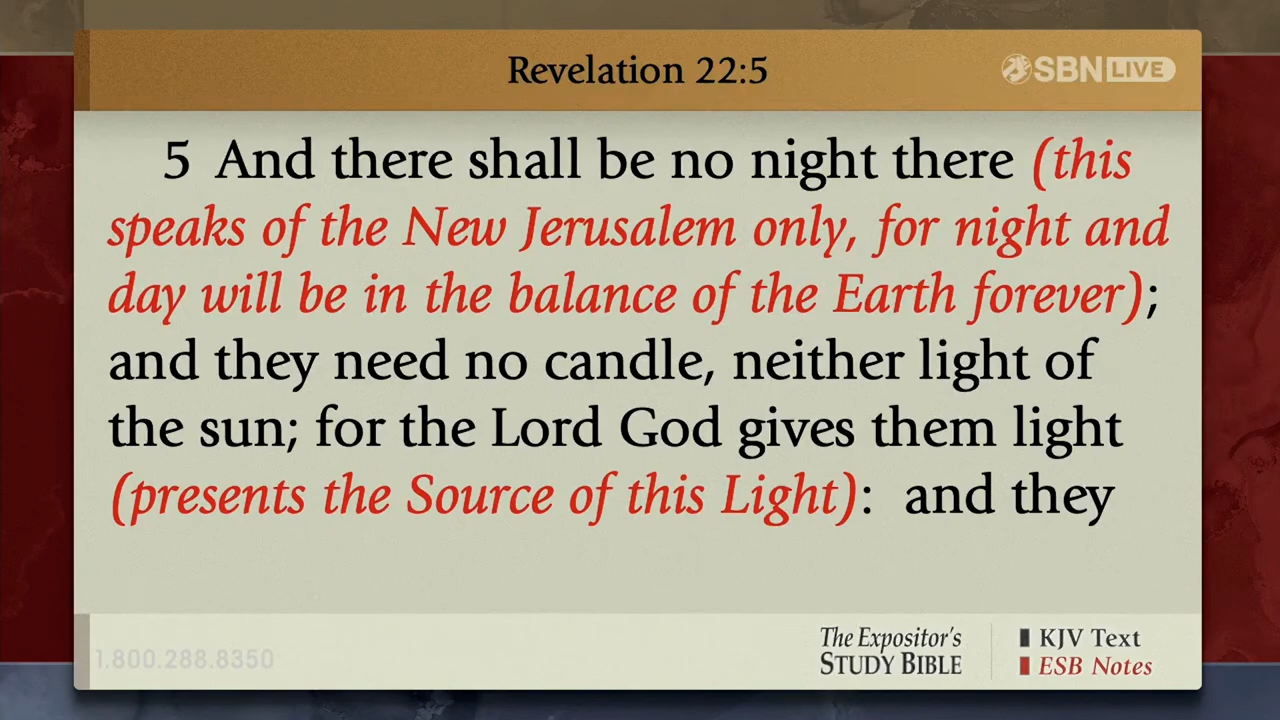 Revelation 22:5
SBN LIVE
5 And there shall be no night there (this
speaks of the New Jerusalem only, for night and
day will be in the balance of the Earth forever);
and they need no candle, neither light of
the sun; for the Lord God gives them light
(presents the Source of this Light): and they
1.800.288.8350
The Expositor's
STUDY BIBLE
KJV Text
ESB Notes